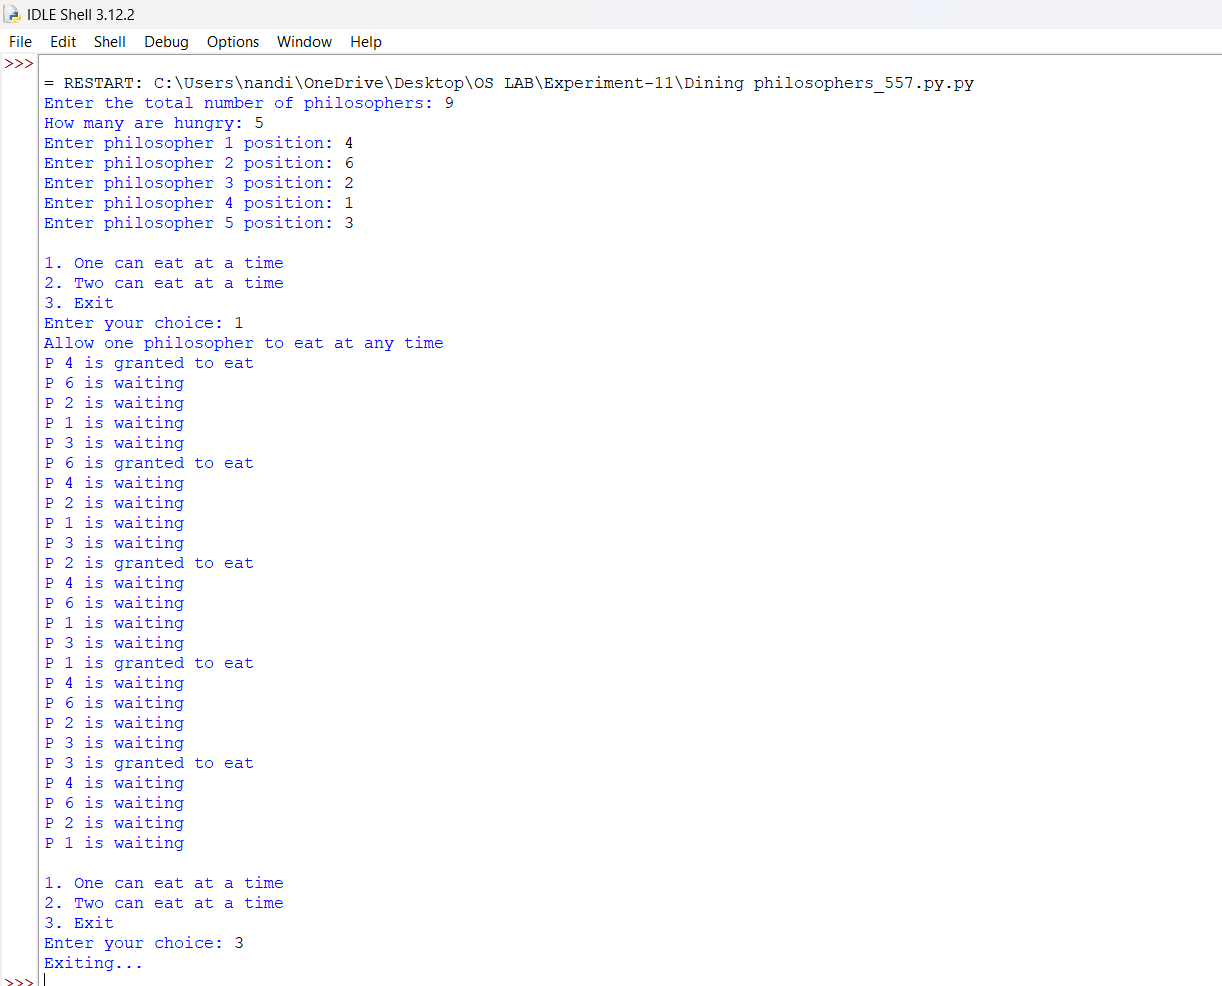 IDLE Shell 3.12.2
File Edit Shell Debug Options Window Help
>>>
= RESTART: C:\Users\nandi\OneDrive\Desktop\OS LAB\Experiment-11\Dining philosophers_557.py.py
Enter the total number of philosophers: 9
How many are hungry: 5
Enter philosopher 1 position: 4
Enter philosopher 2 position: 6
Enter philosopher 3 position: 2
Enter philosopher 4 position: 1
Enter philosopher 5 position: 3
1. One can eat at a time
2. Two can eat at a time
3. Exit
Enter your choice: 1
Allow one philosopher to eat at any time
P 4 is granted to eat
P 6 is waiting
P 2 is waiting
P 1 is waiting
P 3 is waiting
P 6 is granted to eat
P 4 is waiting
P 2 is waiting
P 1 is waiting
P 3 is waiting
P 2 is granted to eat
P 4 is waiting
P 6 is waiting
P 1 is waiting
P 3 is waiting
P 1 is granted to eat
P 4 is waiting
P 6 is waiting
P 2 is waiting
P 3 is waiting
P 3 is granted to eat
P 4 is waiting
P 6 is waiting
P 2 is waiting
P 1 is waiting
1. One can eat at a time
2. Two can eat at a time
3. Exit
Enter your choice: 3
Exiting...
>>>